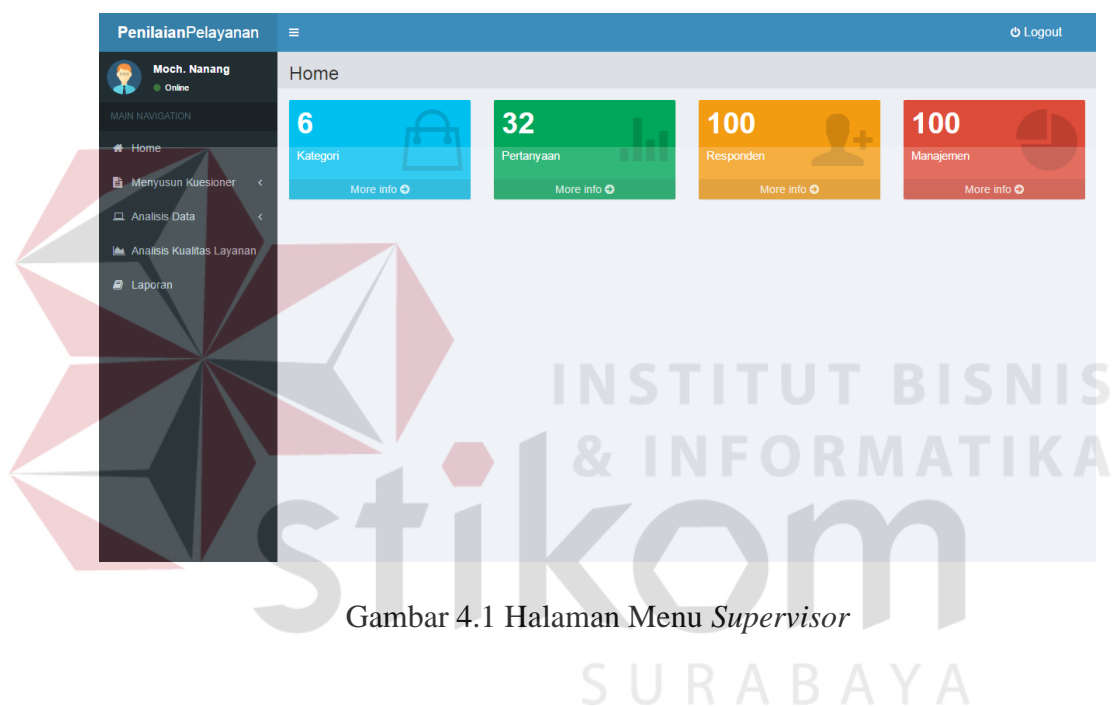 PenilaianPelayanan
Logout
Moch. Nanang
Online
MAIN NAVIGATION
Home
Menyusun Kuesioner
Analisis Data
Analisis Kualitas Layanan
Laporan
Home
6
Kategori
More info
32
Pertanyaan
More info
100
Responden
More info
100
Manajemen
More info
INSTITUT BISNIS
& INFORMATIKA
stikom
SURABAYA
Gambar 4.1 Halaman Menu Supervisor